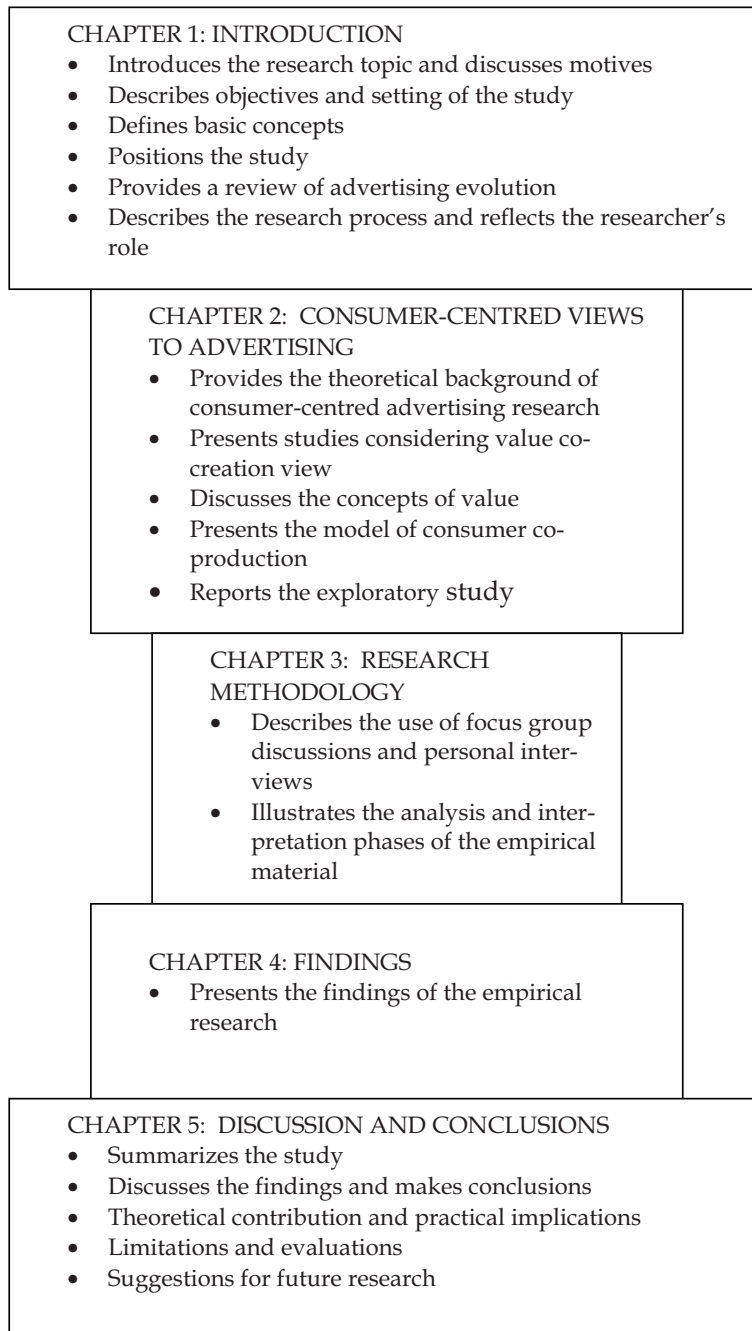 CHAPTER 1: INTRODUCTION
• Introduces the research topic and discusses motives
• Describes objectives and setting of the study
• Defines basic concepts
• Positions the study
• Provides a review of advertising evolution
• Describes the research process and reflects the researcher's
role
CHAPTER 2:  CONSUMER-CENTRED VIEWS
TO ADVERTISING
• Provides the theoretical background of
consumer-centred advertising research
• Presents studies considering value co-
creation view
• Discusses the concepts of value
• Presents the model of consumer co-
production
• Reports the exploratory study
CHAPTER 3:  RESEARCH
METHODOLOGY
• Describes the use of focus group
discussions and personal inter-
views
• Illustrates the analysis and inter-
pretation phases of the empirical
material
CHAPTER 4: FINDINGS
• Presents the findings of the empirical
research
CHAPTER 5:  DISCUSSION AND CONCLUSIONS
• Summarizes the study
• Discusses the findings and makes conclusions
• Theoretical contribution and practical implications
• Limitations and evaluations
• Suggestions for future research